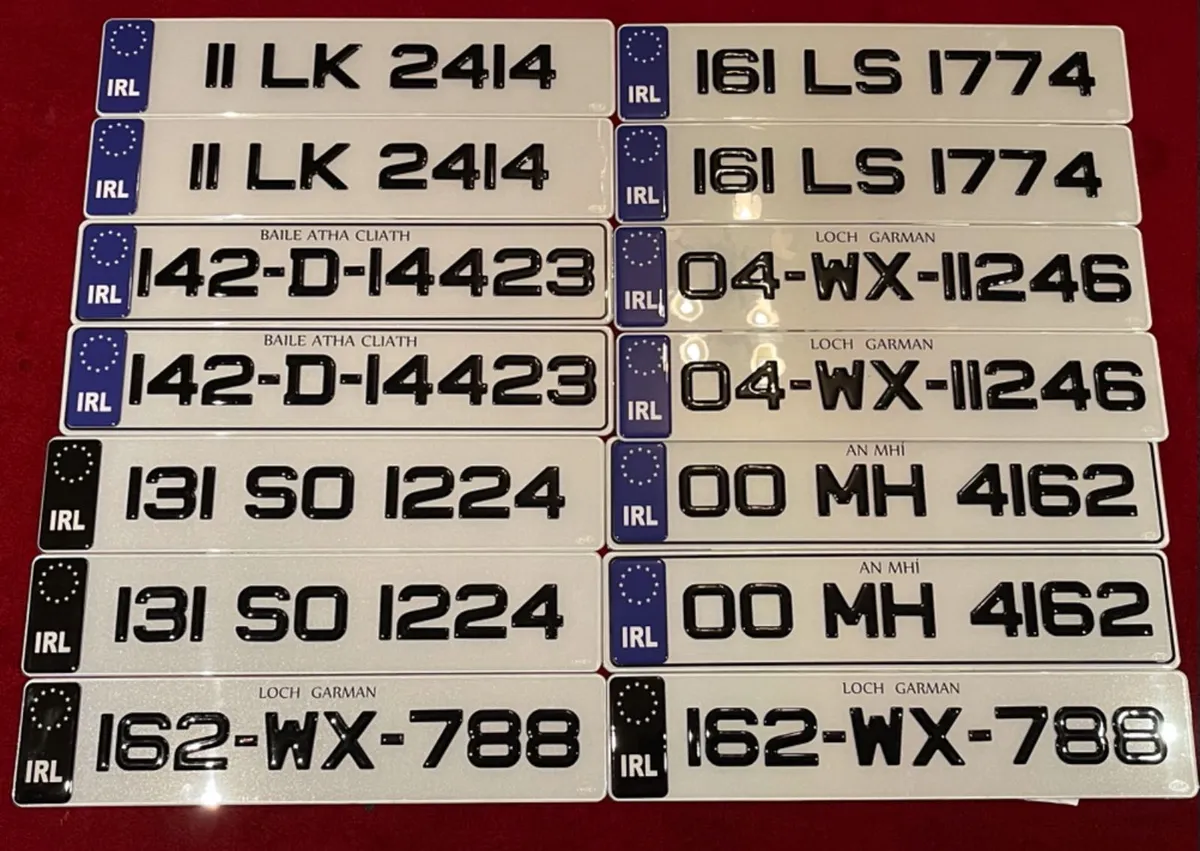 IRL 11 LK 2414
IRL 161 LS 1774
IRL 11 LK 2414
IRL 161 LS 1774
BAILE ATHA CLIATH
IRL 142-D-14423
LOCH GARMAN
IRL 04-WX-11246
BAILE ATHA CLIATH
IRL 142-D-14423
LOCH GARMAN
IRL 04-WX-11246
IRL 131 SO 1224
AN MHÍ
IRL 00 MH 4162
IRL 131 SO 1224
AN MHÍ
IRL 00 MH 4162
LOCH GARMAN
IRL 162-WX-788
LOCH GARMAN
IRL 162-WX-788